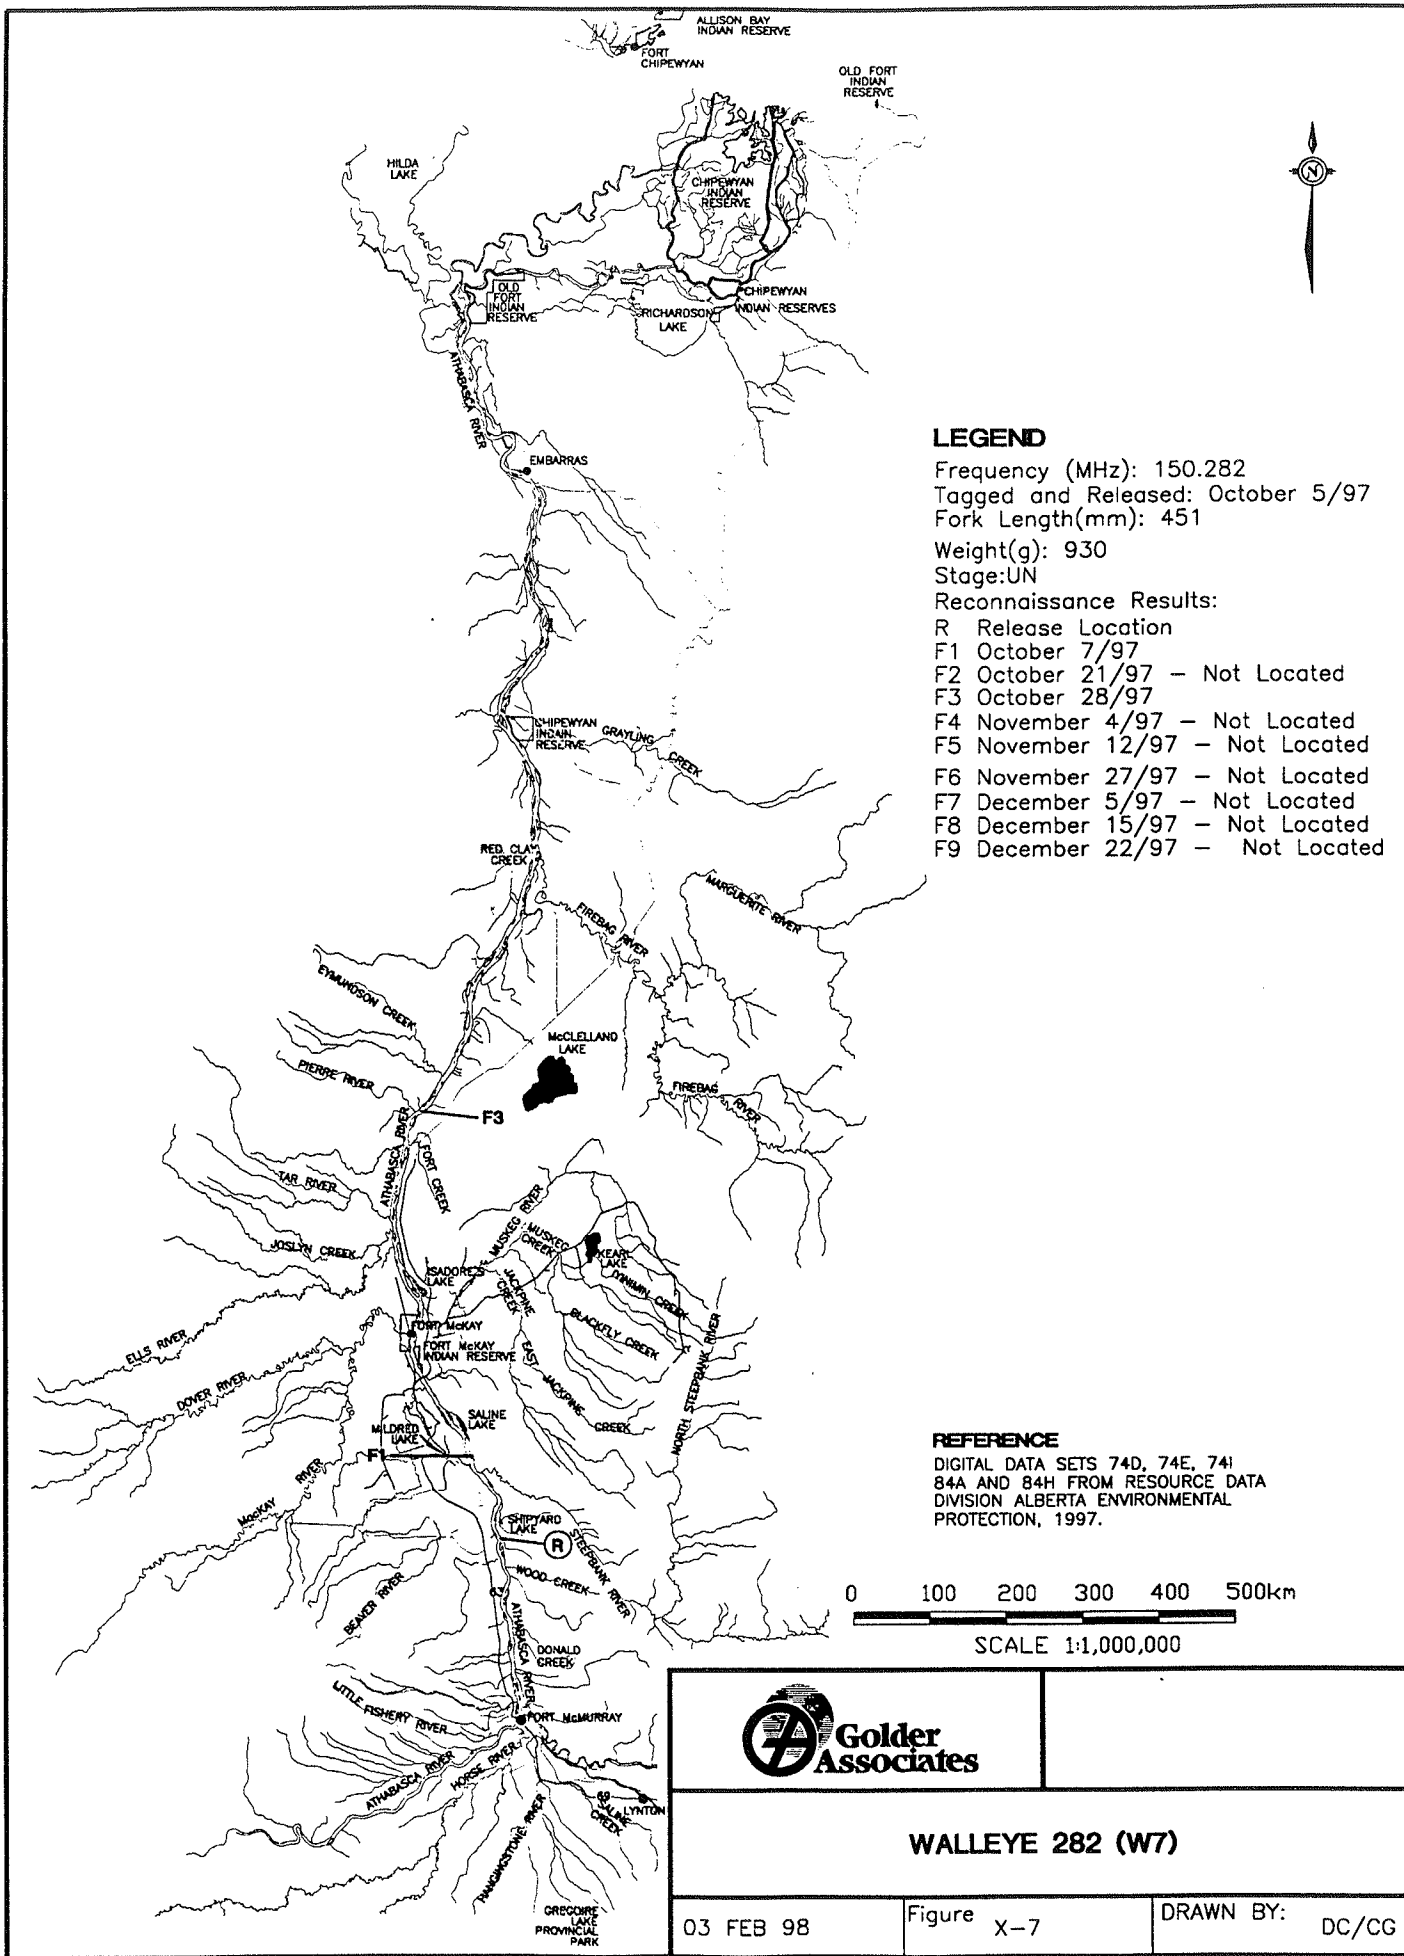 ALLISON BAY
INDIAN RESERVE
FORT
CHIPEWYAN
OLD FORT
INDIAN
RESERVE
HILDA
LAKE
N
CHIPEWYAN
INDIAN
RESERVE
OLD
FORT
INDIAN
RESERVE
CHIPEWYAN
INDIAN RESERVES
RICHARDSON
LAKE
ATHABASCA RIVER
EMBARRAS
LEGEND
Frequency (MHz): 150.282
Tagged and Released: October 5/97
Fork Length(mm): 451
Weight(g): 930
Stage:UN
Reconnaissance Results:
R Release Location
F1 October 7/97
F2 October 21/97 – Not Located
F3 October 28/97
F4 November 4/97 – Not Located
F5 November 12/97 – Not Located
F6 November 27/97 – Not Located
F7 December 5/97 – Not Located
F8 December 15/97 – Not Located
F9 December 22/97 – Not Located
CHIPEWYAN
INDAIN
RESERVE
GRAYLING
CREEK
RED CLAY
CREEK
MARGUERITE RIVER
FIREBAG RIVER
EYMUNDSON CREEK
McCLELLAND
LAKE
PIERRE RIVER
FIREBAG RIVER
F3
ATHABASCA RIVER
FORT CREEK
TAR RIVER
MUSKEG RIVER
MUSKEG
CREEK
JOSLYN CREEK
KEARL
LAKE
ISADORE'S
LAKE
JACKPINE
CREEK
IYINIMIN CREEK
BLACKFLY CREEK
FORT McKAY
FORT McKAY
INDIAN RESERVE
ELLS RIVER
EAST JACKPINE CREEK
NORTH STEEPBANK RIVER
DOVER RIVER
SALINE
LAKE
MILDRED
LAKE
F1
MacKAY RIVER
REFERENCE
DIGITAL DATA SETS 74D, 74E, 74I
84A AND 84H FROM RESOURCE DATA
DIVISION ALBERTA ENVIRONMENTAL
PROTECTION, 1997.
SHIPYARD
LAKE
R
STEEPBANK RIVER
WOOD CREEK
BEAVER RIVER
63
ATHABASCA RIVER
0 100 200 300 400 500km
SCALE 1:1,000,000
DONALD
CREEK
LITTLE FISHERY RIVER
FORT McMURRAY
ATHABASCA RIVER
HORSE RIVER
69
SALINE
CREEK
LYNTON
HANGINGSTONE RIVER
GREGOIRE
LAKE
PROVINCIAL
PARK
Golder
Associates
WALLEYE 282 (W7)
03 FEB 98
Figure X-7
DRAWN BY: DC/CG